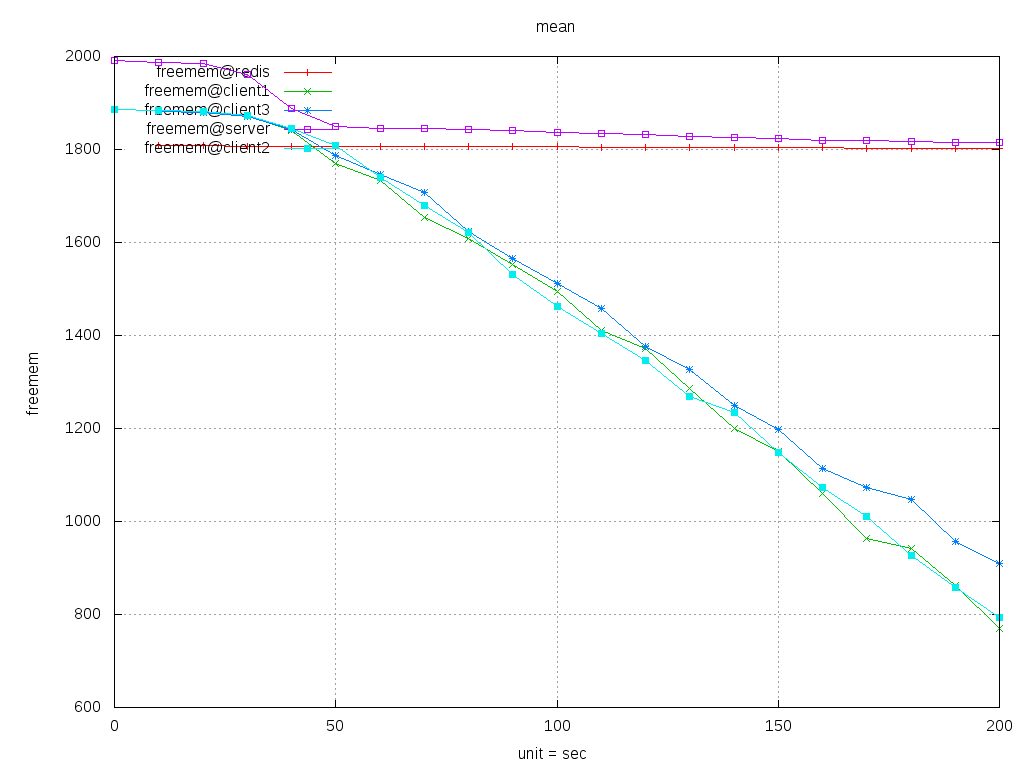 mean
2000
freemem@redis
freemem@client1
freemem@client3
freemem@server
freemem@client2
1800
1600
1400
freemem
1200
1000
800
600
0 50 100 150 200
unit = sec